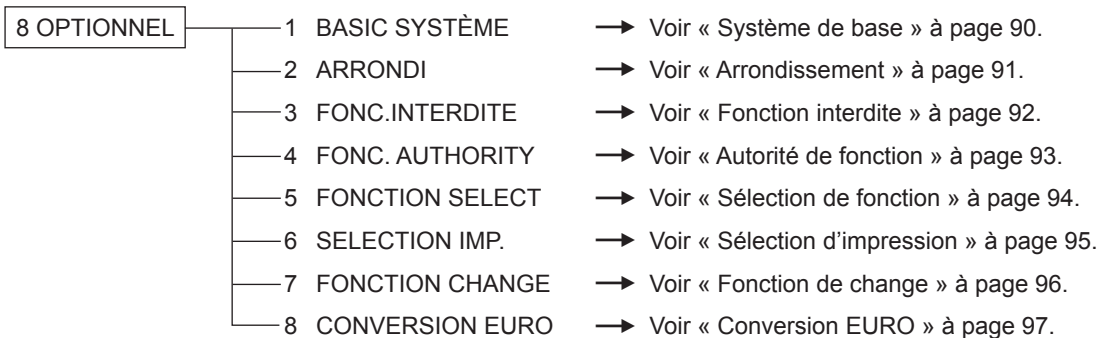 8 OPTIONNEL 1 BASIC SYSTÈME Voir « Système de base » à page 90.
2 ARRONDI Voir « Arrondissement » à page 91.
3 FONC.INTERDITE Voir « Fonction interdite » à page 92.
4 FONC. AUTHORITY Voir « Autorité de fonction » à page 93.
5 FONCTION SELECT Voir « Sélection de fonction » à page 94.
6 SELECTION IMP. Voir « Sélection d’impression » à page 95.
7 FONCTION CHANGE Voir « Fonction de change » à page 96.
8 CONVERSION EURO Voir « Conversion EURO » à page 97.